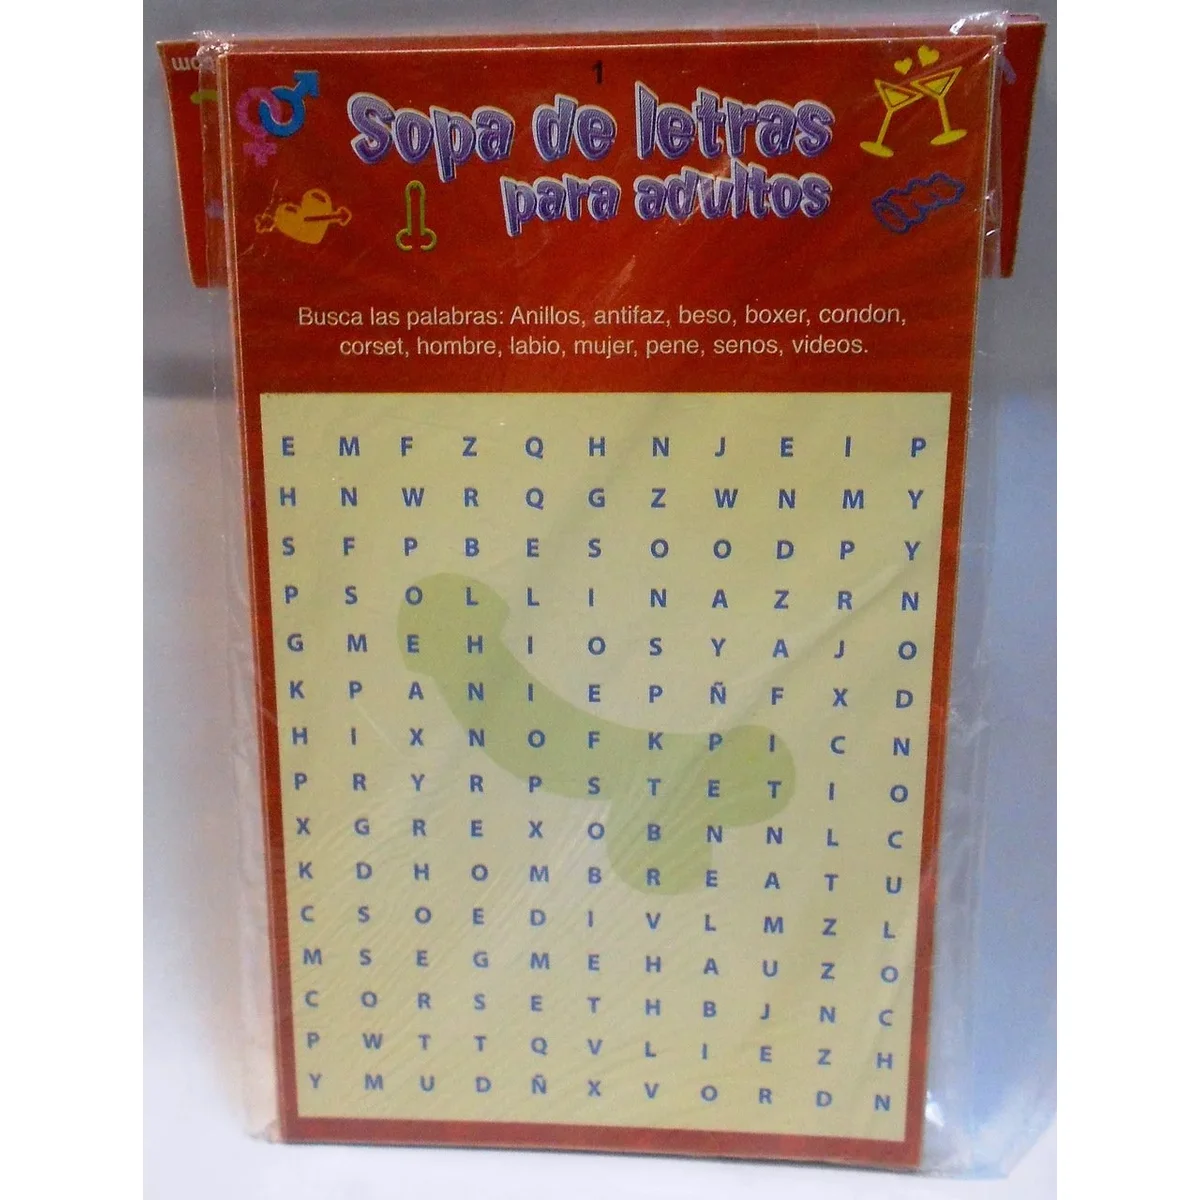 1
Sopa de letras
para adultos
Busca las palabras: Anillos, antifaz, beso, boxer, condon,
corset, hombre, labio, mujer, pene, senos, videos.
E M F Z Q H N J E I P
H N W R Q G Z W N M Y
S F P B E S O O D P Y
P S O L L I N A Z R N
G M E H I O S Y A J O
K P A N I E P Ñ F X D
H I X N O F K P I C N
P R Y R P S T E T I O
X G R E X O B N N L C
K D H O M B R E A T U
C S O E D I V L M Z L
M S E G M E H A U Z O
C O R S E T H B J N C
P W T T Q V L I E Z H
Y M U D Ñ X V O R D N